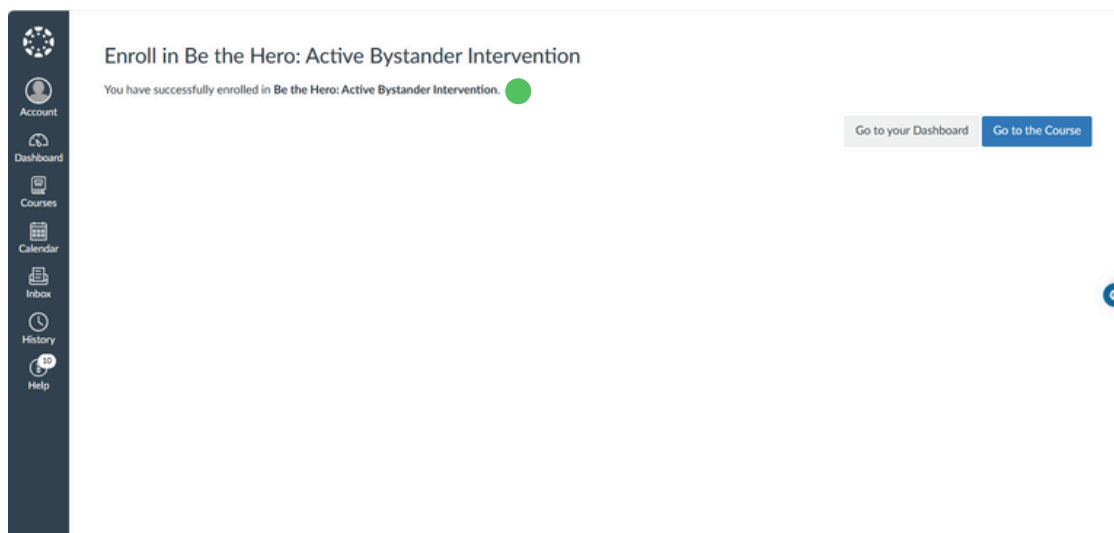 Enroll in Be the Hero: Active Bystander Intervention
You have successfully enrolled in Be the Hero: Active Bystander Intervention.
Go to your Dashboard
Go to the Course
Account
Dashboard
Courses
Calendar
Inbox
History
10
Help